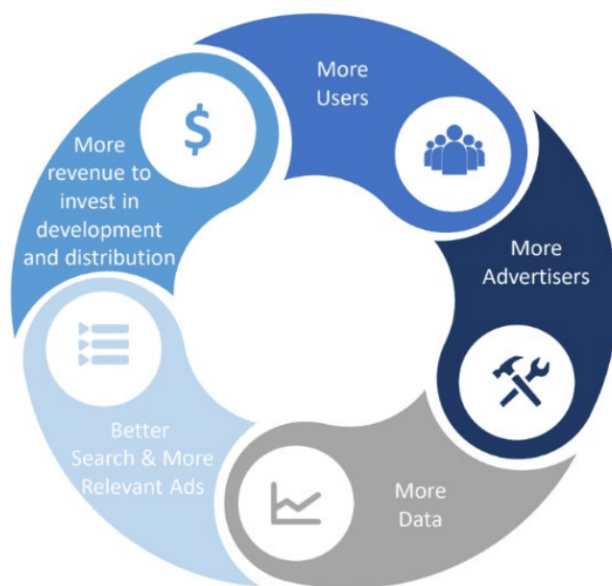 More
Users
More
Advertisers
More
Data
Better
Search & More
Relevant Ads
More
revenue to
invest in
development
and distribution
$